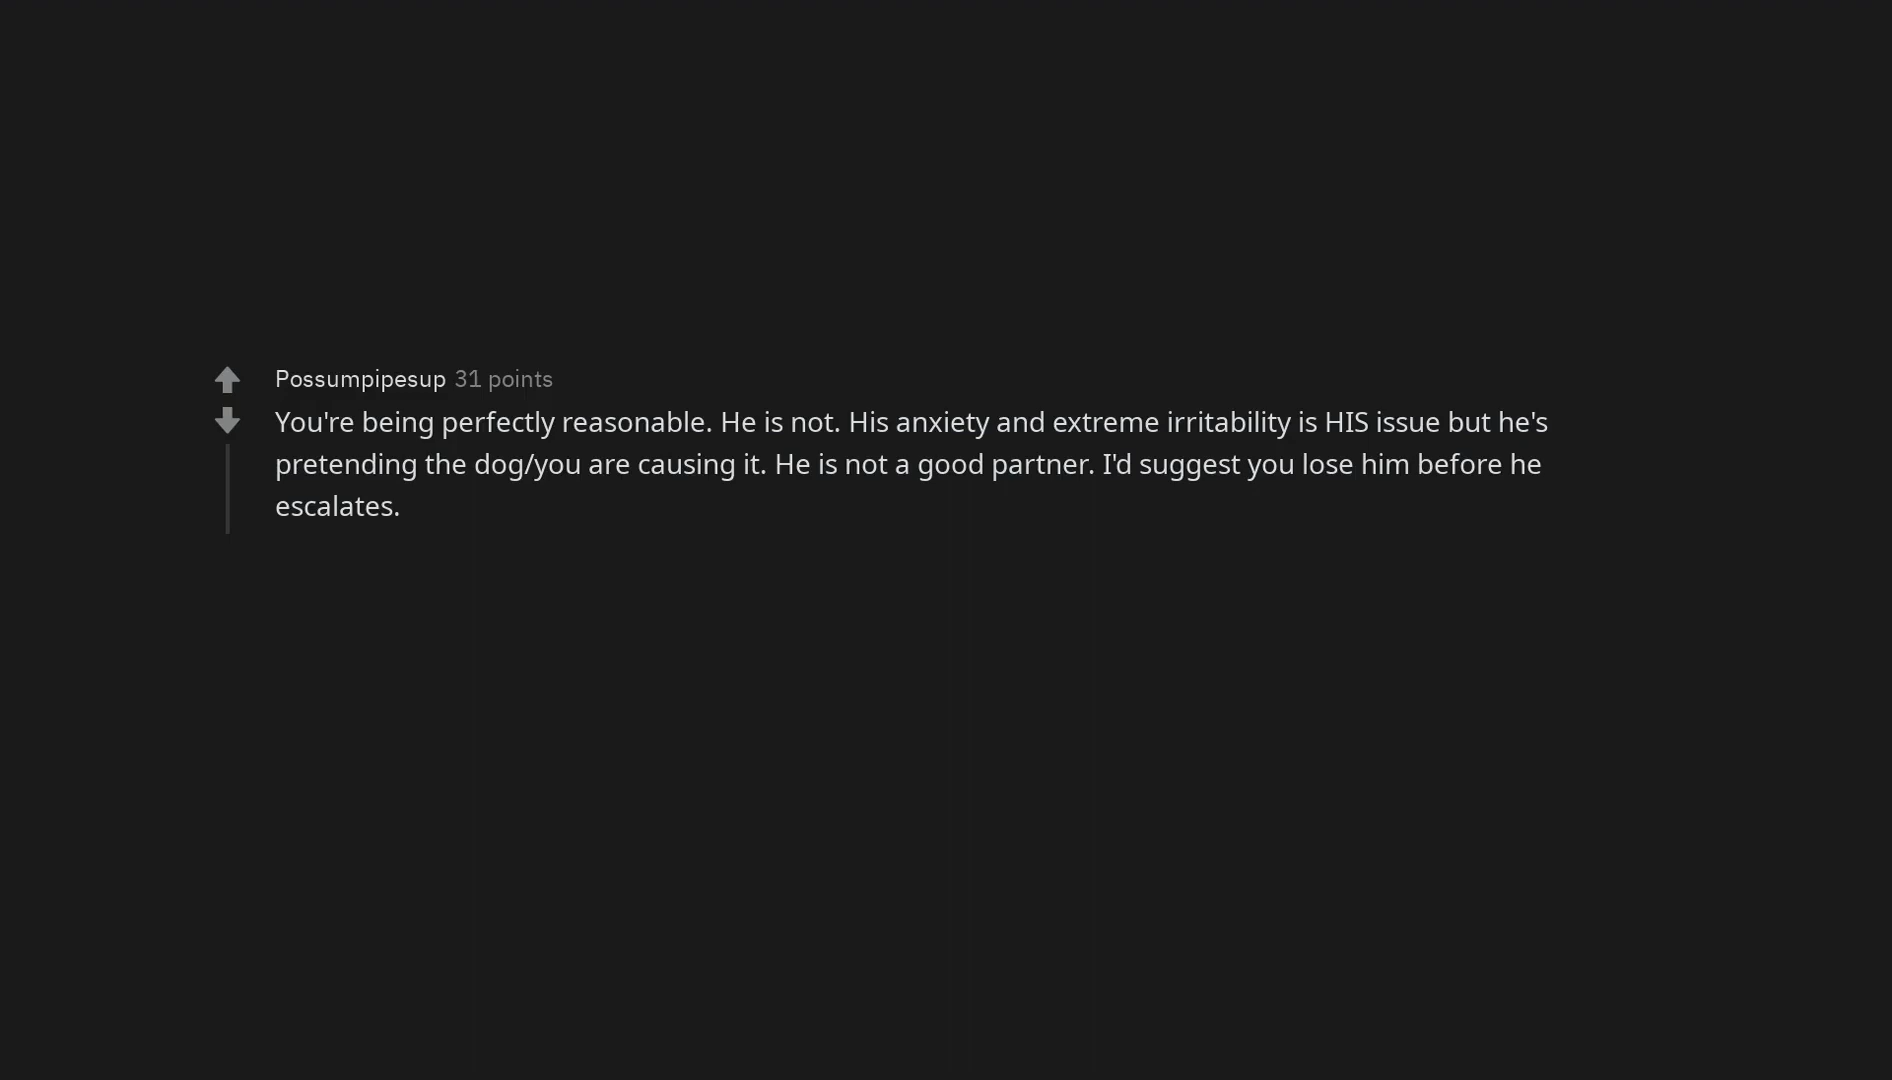 Possumpipesup 31 points
You're being perfectly reasonable. He is not. His anxiety and extreme irritability is HIS issue but he's
pretending the dog/you are causing it. He is not a good partner. I'd suggest you lose him before he
escalates.